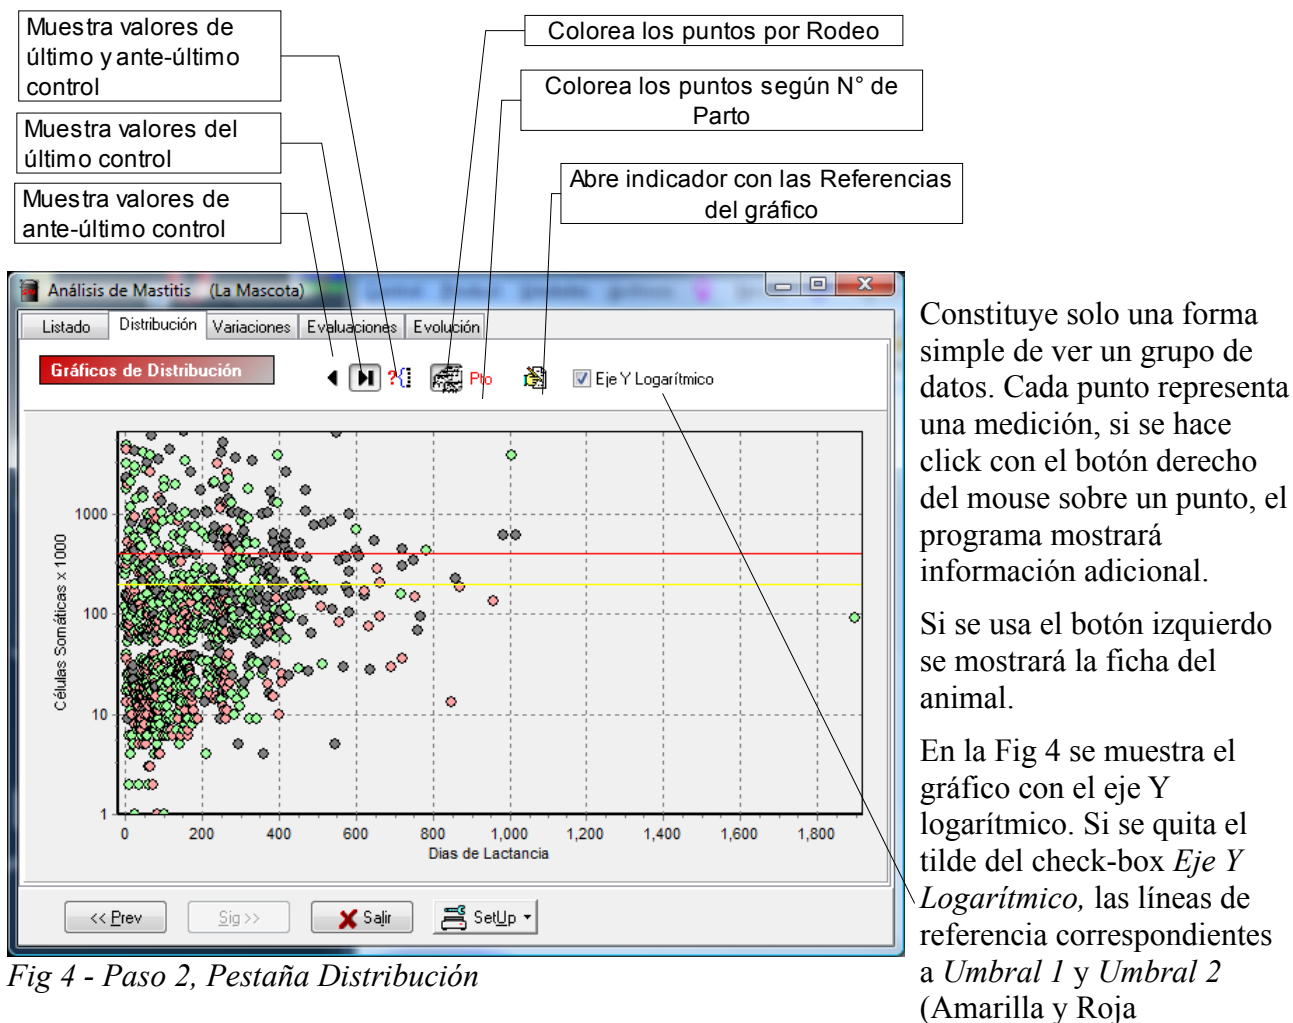 Muestra valores de
último y ante-último
control
Muestra valores del
último control
Muestra valores de
ante-último control
Colorea los puntos por Rodeo
Colorea los puntos según N° de
Parto
Abre indicador con las Referencias
del gráfico
Análisis de Mastitis (La Mascota)
Listado Distribución Variaciones Evaluaciones Evolución
Gráficos de Distribución
Pto
Eje Y Logarítmico
Células Somáticas x 1000
1000
100
10
1
0 200 400 600 800 1,000 1,200 1,400 1,600 1,800
Dias de Lactancia
<< Prev Sig >> Salir SetUp
Fig 4 - Paso 2, Pestaña Distribución
Constituye solo una forma
simple de ver un grupo de
datos. Cada punto representa
una medición, si se hace
click con el botón derecho
del mouse sobre un punto, el
programa mostrará
información adicional.
Si se usa el botón izquierdo
se mostrará la ficha del
animal.
En la Fig 4 se muestra el
gráfico con el eje Y
logarítmico. Si se quita el
tilde del check-box Eje Y
Logarítmico, las líneas de
referencia correspondientes
a Umbral 1 y Umbral 2
(Amarilla y Roja